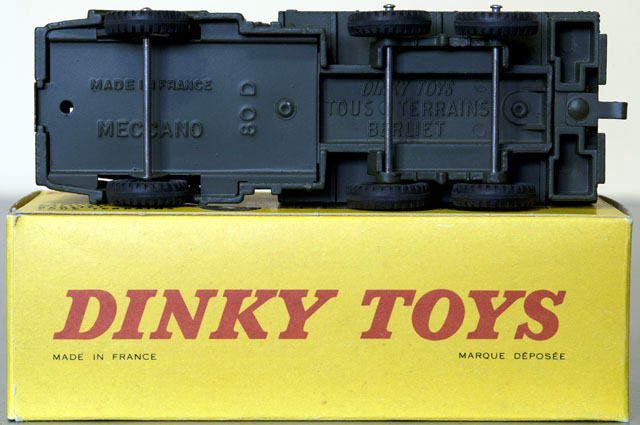 MADE IN FRANCE
MECCANO
80 D
DINKY TOYS
TOUS TERRAINS
BERLIET
DINKY TOYS
MADE IN FRANCE
MARQUE DÉPOSÉE